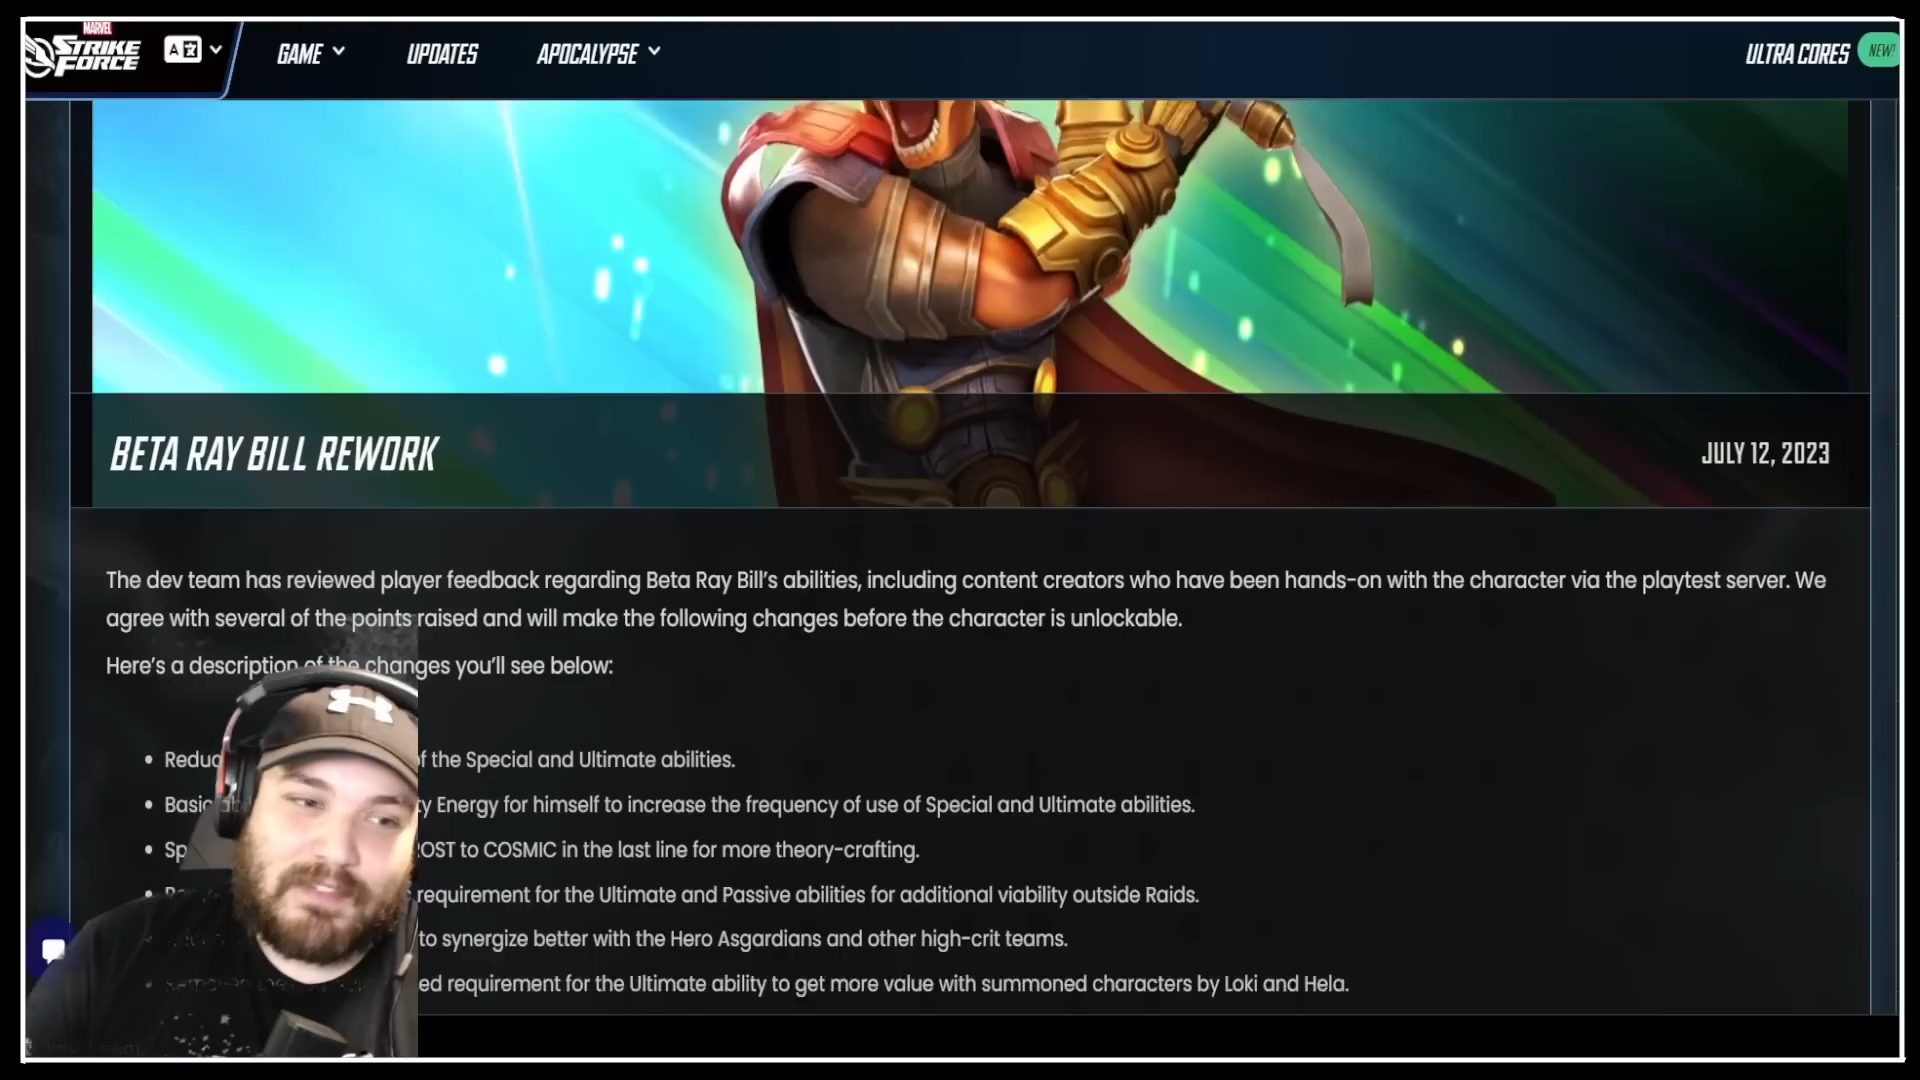 MARVEL
STRIKE
FORCE
GAME
UPDATES
APOCALYPSE
ULTRA CORES
NEW!
BETA RAY BILL REWORK
JULY 12, 2023
The dev team has reviewed player feedback regarding Beta Ray Bill's abilities, including content creators who have been hands-on with the character via the playtest server. We
agree with several of the points raised and will make the following changes before the character is unlockable.
Here's a description of the changes you'll see below:
of the Special and Ultimate abilities.
Basic Energy for himself to increase the frequency of use of Special and Ultimate abilities.
to COSMIC in the last line for more theory-crafting.
requirement for the Ultimate and Passive abilities for additional viability outside Raids.
to synergize better with the Hero Asgardians and other high-crit teams.
requirement for the Ultimate ability to get more value with summoned characters by Loki and Hela.